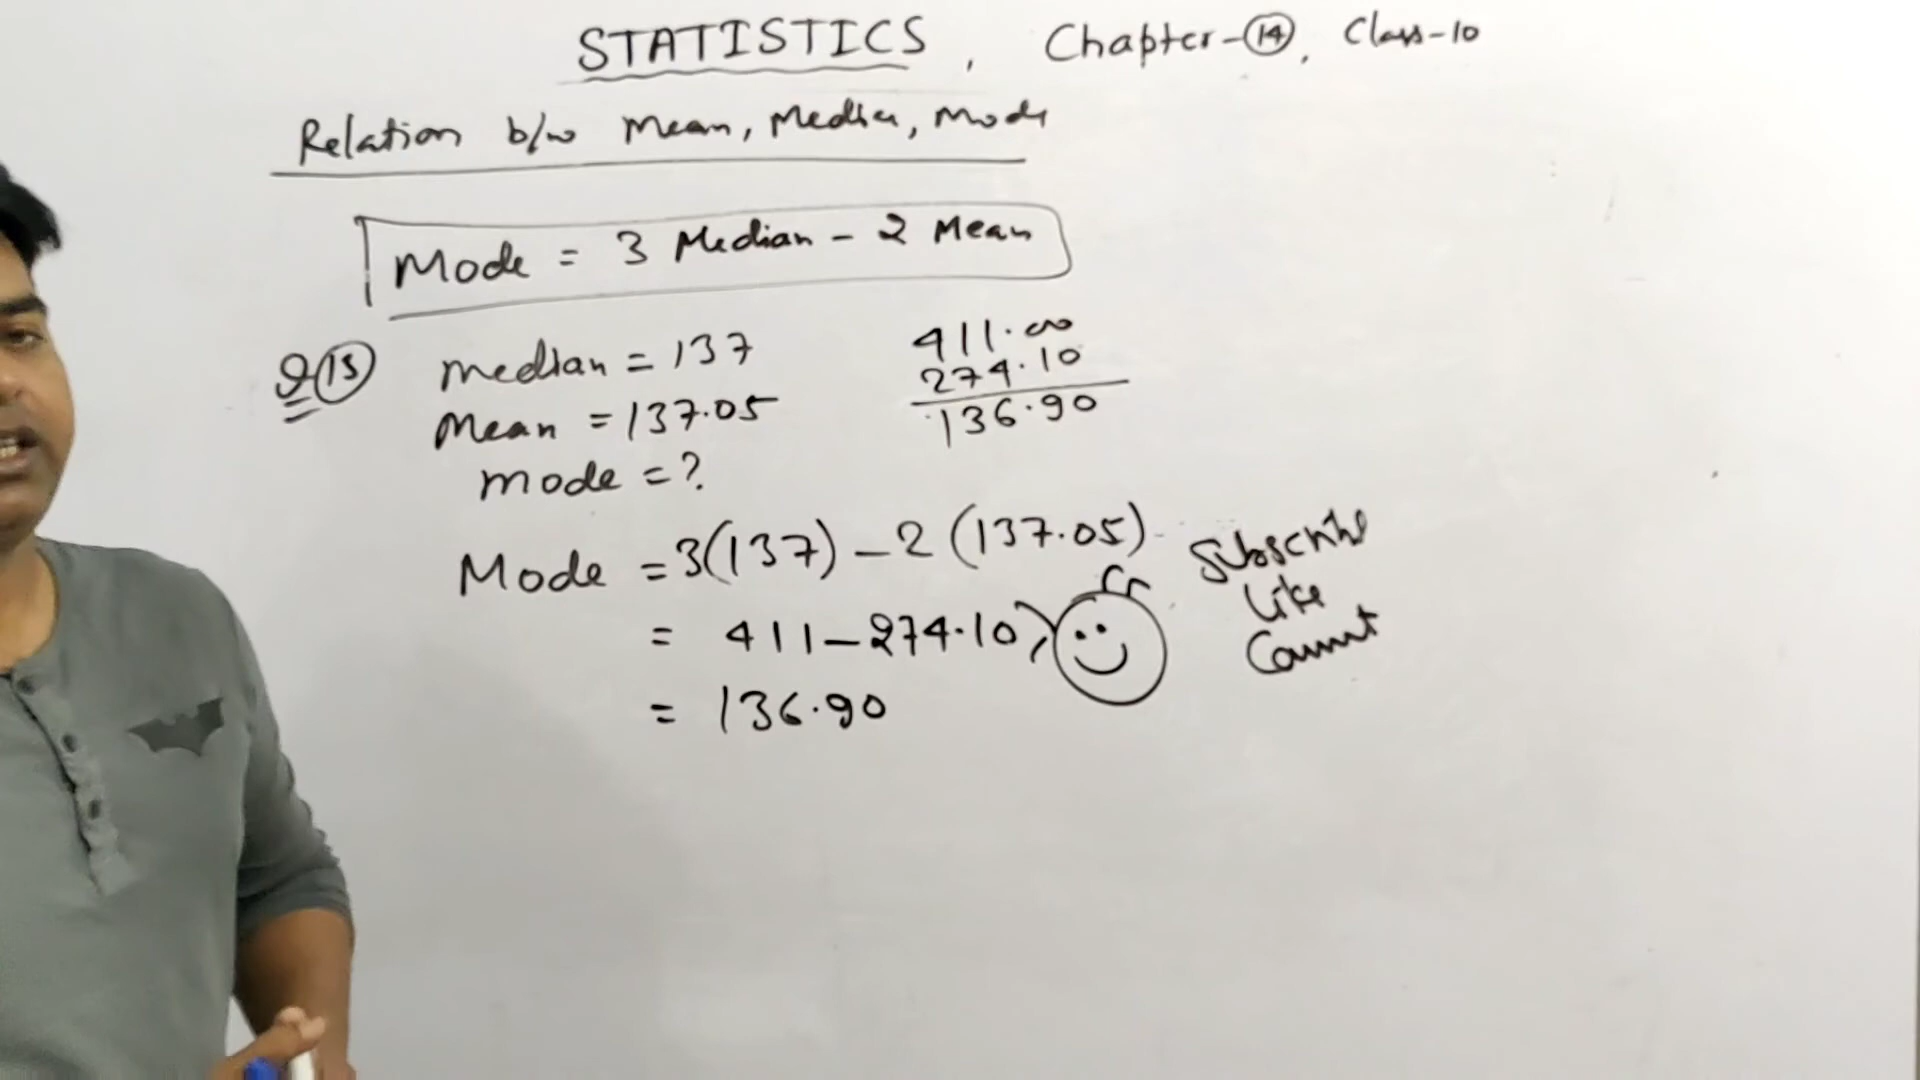 STATISTICS, Chapter-14, Class-10
Relation b/w Mean, Median, Mode
Mode = 3 Median - 2 Mean
Q 15 median = 137
Mean = 137.05
mode = ?
411.00
274.10
136.90
Mode = 3(137) - 2(137.05)
= 411 - 274.10
= 136.90
Subscribe
Like